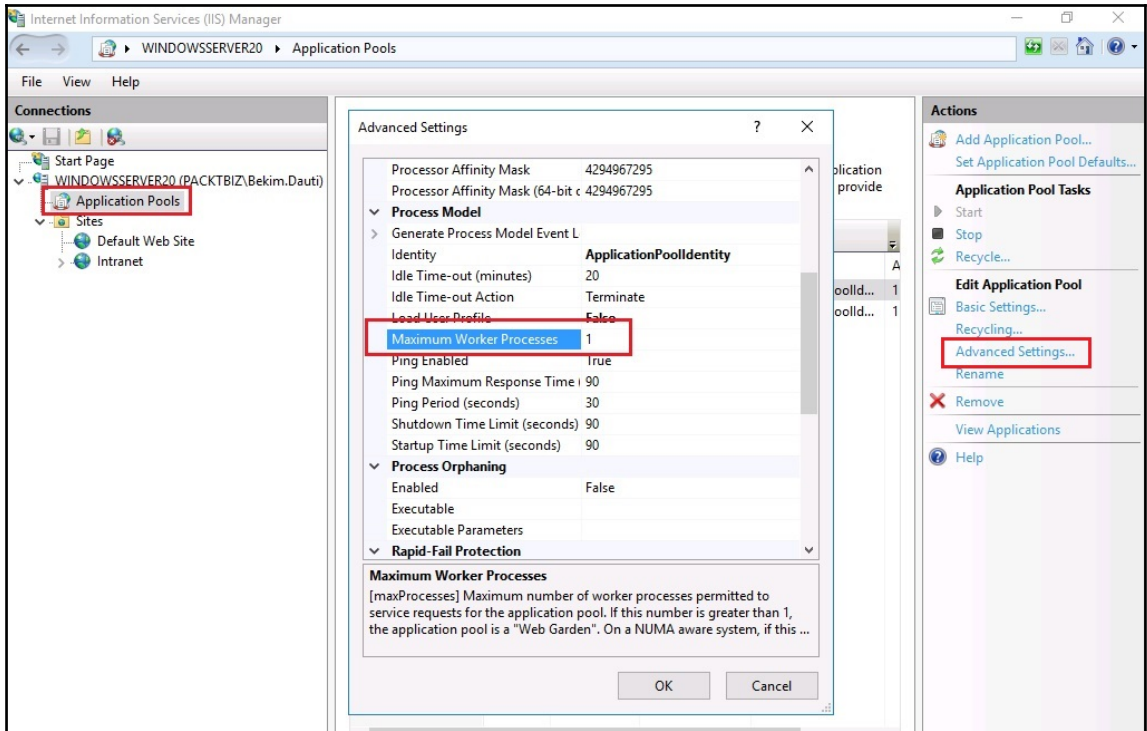 Internet Information Services (IIS) Manager
WINDOWSSERVER20 Application Pools
File View Help
Connections
Start Page
WINDOWSSERVER20 (PACKTBIZ\Bekim.Dauti)
Application Pools
Sites
Default Web Site
Intranet
Advanced Settings ?
Processor Affinity Mask 4294967295
Processor Affinity Mask (64-bit c 4294967295
Process Model
Generate Process Model Event L
Identity ApplicationPoolIdentity
Idle Time-out (minutes) 20
Idle Time-out Action Terminate
Load User Profile False
Maximum Worker Processes 1
Ping Enabled True
Ping Maximum Response Time ( 90
Ping Period (seconds) 30
Shutdown Time Limit (seconds) 90
Startup Time Limit (seconds) 90
Process Orphaning
Enabled False
Executable
Executable Parameters
Rapid-Fail Protection
Maximum Worker Processes
[maxProcesses] Maximum number of worker processes permitted to
service requests for the application pool. If this number is greater than 1,
the application pool is a "Web Garden". On a NUMA aware system, if this ...
OK Cancel
plication
provide
A
oolId... 1
oolId... 1
Actions
Add Application Pool...
Set Application Pool Defaults...
Application Pool Tasks
Start
Stop
Recycle...
Edit Application Pool
Basic Settings...
Recycling...
Advanced Settings...
Rename
Remove
View Applications
Help